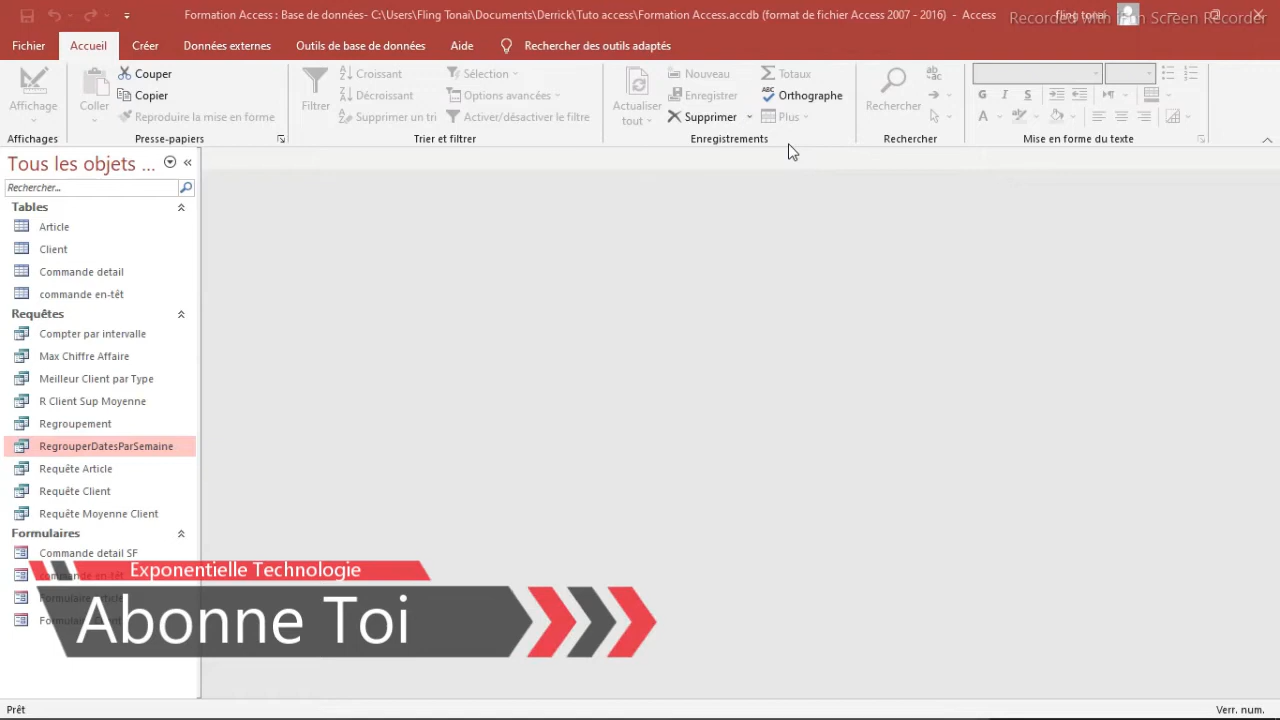 Formation Access : Base de données- C:\Users\Fling Tonai\Documents\Derrick\Tuto access\Formation Access.accdb (format de fichier Access 2007 - 2016) - Access
fling tonai
Recorded with
Screen Recorder
Fichier
Accueil
Créer
Données externes
Outils de base de données
Aide
Rechercher des outils adaptés
Affichage
Affichages
Coller
Couper
Copier
Reproduire la mise en forme
Presse-papiers
Filtrer
Croissant
Décroissant
Supprimer un tri
Sélection
Options avancées
Activer/désactiver le filtre
Trier et filtrer
Actualiser
tout
Nouveau
Enregistrer
Supprimer
Totaux
Orthographe
Plus
Enregistrements
Rechercher
Rechercher
G I S
A
Mise en forme du texte
Tous les objets ...
Rechercher...
Tables
Article
Client
Commande detail
commande en-têt
Requêtes
Compter par intervalle
Max Chiffre Affaire
Meilleur Client par Type
R Client Sup Moyenne
Regroupement
RegrouperDatesParSemaine
Requête Article
Requête Client
Requête Moyenne Client
Formulaires
Commande detail SF
commande en-têt
Exponentielle Technologie
Abonne Toi
Prêt
Verr. num.